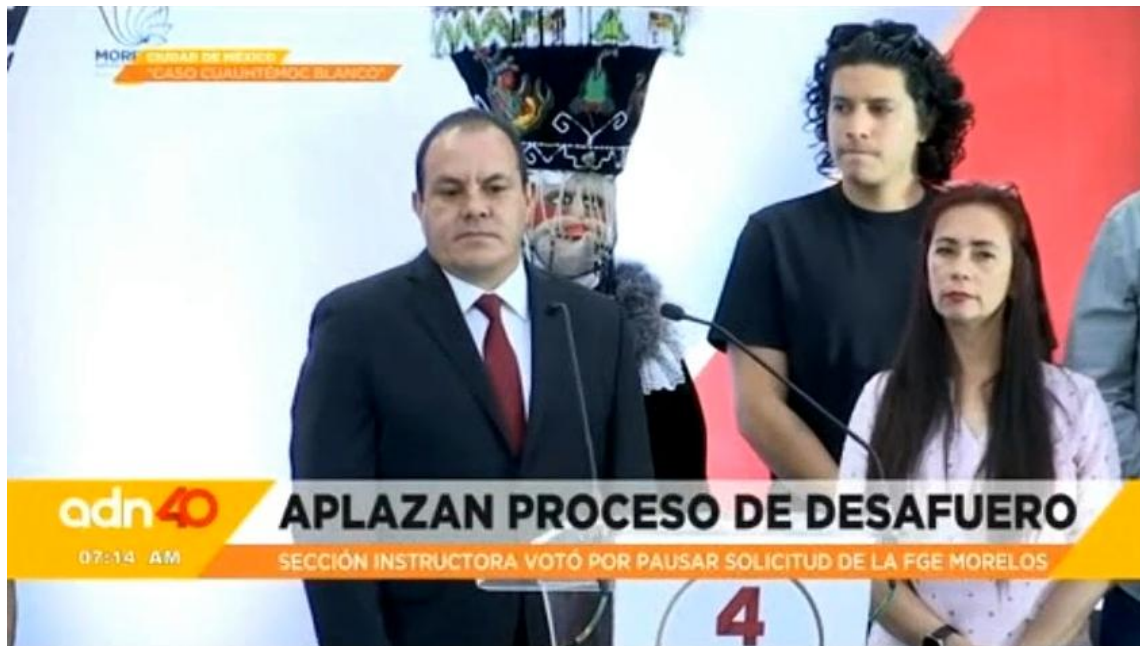 MOR
CIUDAD DE MÉXICO
"CASO CUAUHTÉMOC BLANCO"
adn40
APLAZAN PROCESO DE DESAFUERO
07:14 AM
SECCIÓN INSTRUCTORA VOTÓ POR PAUSAR SOLICITUD DE LA FGE MORELOS
4